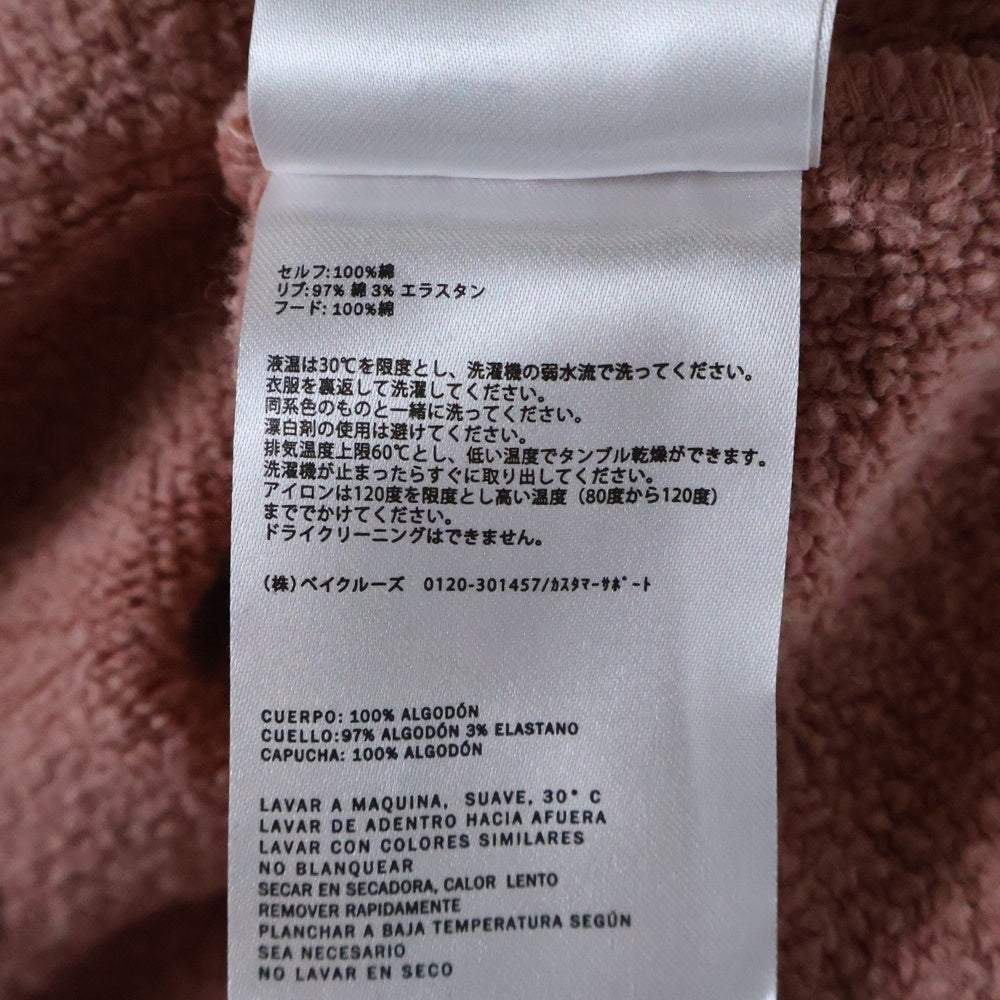 セルフ:100%綿
リブ:97% 綿 3% エラスタン
フード: 100%綿
液温は30℃を限度とし、洗濯機の弱水流で洗ってください。
衣服を裏返して洗濯してください。
同系色のものと一緒に洗ってください。
漂白剤の使用は避けてください。
排気温度上限60℃とし、低い温度でタンブル乾燥ができます。
洗濯機が止まったらすぐに取り出してください。
アイロンは120度を限度とし高い温度（80度から120度）
まででかけてください。
ドライクリーニングはできません。
（株）ベイクルーズ 0120-301457/ｶｽﾀﾏｰｻﾎﾟｰﾄ
CUERPO: 100% ALGODÓN
CUELLO:97% ALGODÓN 3% ELASTANO
CAPUCHA: 100% ALGODÓN
LAVAR A MAQUINA, SUAVE, 30° C
LAVAR DE ADENTRO HACIA AFUERA
LAVAR CON COLORES SIMILARES
NO BLANQUEAR
SECAR EN SECADORA, CALOR LENTO
REMOVER RAPIDAMENTE
PLANCHAR A BAJA TEMPERATURA SEGÚN
SEA NECESARIO
NO LAVAR EN SECO